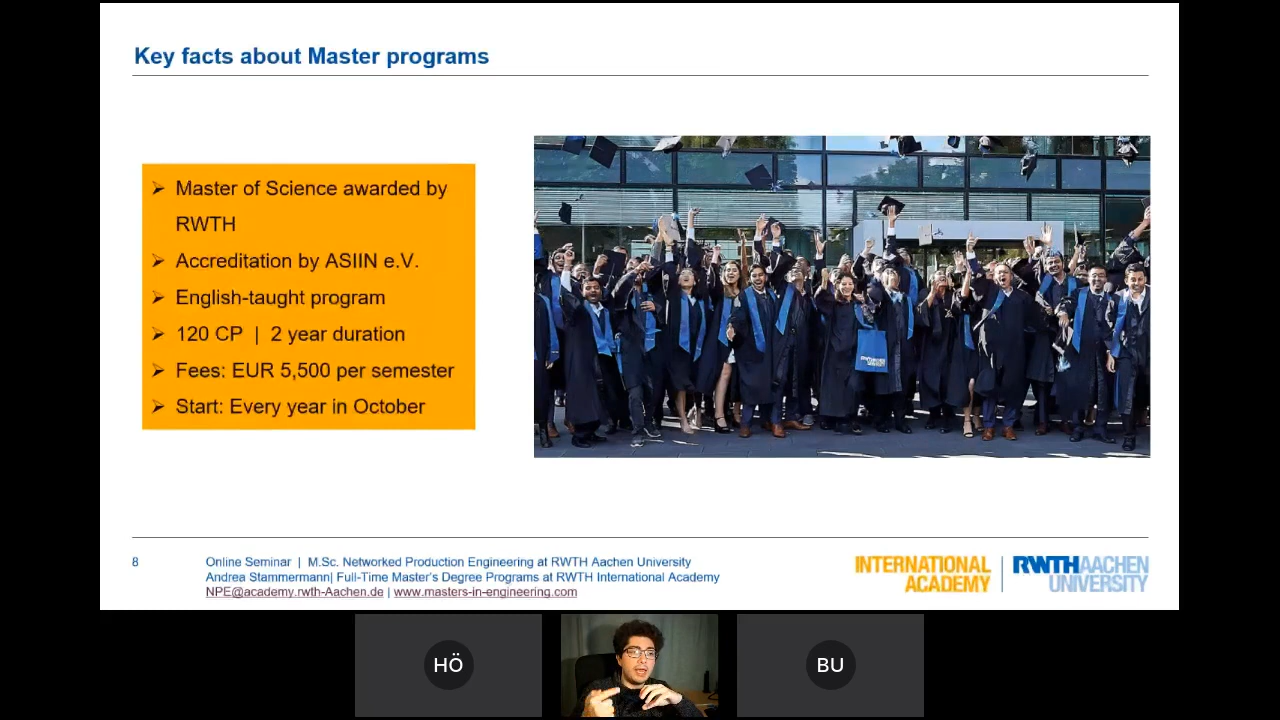 Key facts about Master programs
Master of Science awarded by
RWTH
Accreditation by ASIIN e.V.
English-taught program
120 CP | 2 year duration
Fees: EUR 5,500 per semester
Start: Every year in October
8
Online Seminar | M.Sc. Networked Production Engineering at RWTH Aachen University
Andrea Stammermann| Full-Time Master's Degree Programs at RWTH International Academy
NPE@academy.rwth-Aachen.de | www.masters-in-engineering.com
INTERNATIONAL
ACADEMY
RWTHAACHEN
UNIVERSITY
HÖ
BU